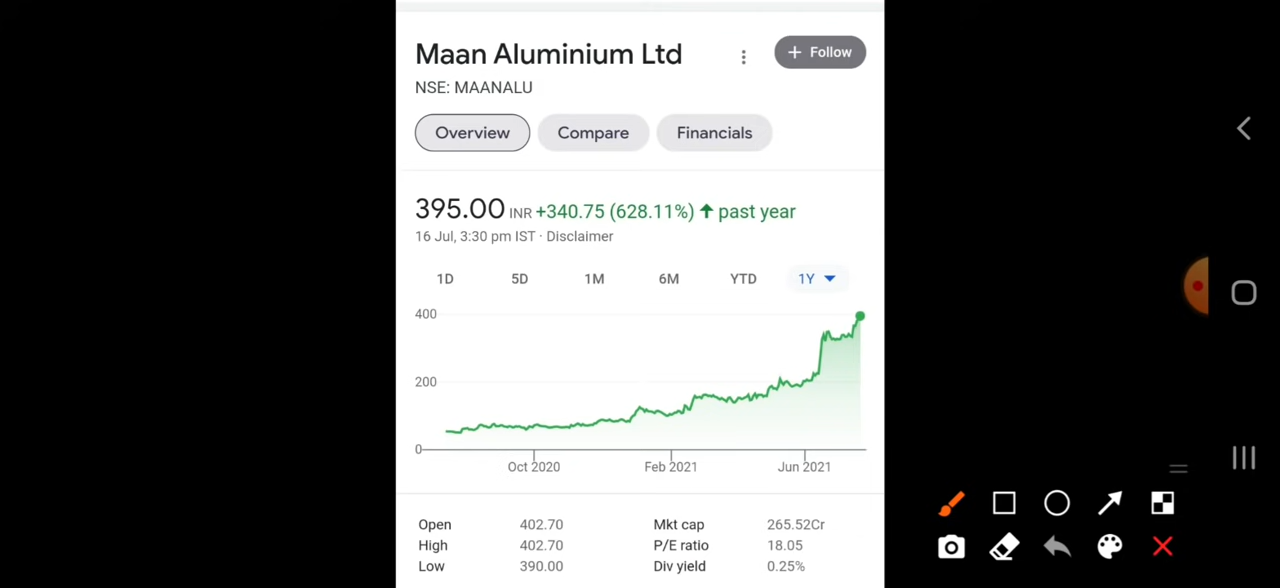 Maan Aluminium Ltd
+ Follow
NSE: MAANALU
Overview Compare Financials
395.00 INR +340.75 (628.11%) ↑ past year
16 Jul, 3:30 pm IST · Disclaimer
1D 5D 1M 6M YTD 1Y
400
200
0
Oct 2020 Feb 2021 Jun 2021
Open 402.70 Mkt cap 265.52Cr
High 402.70 P/E ratio 18.05
Low 390.00 Div yield 0.25%